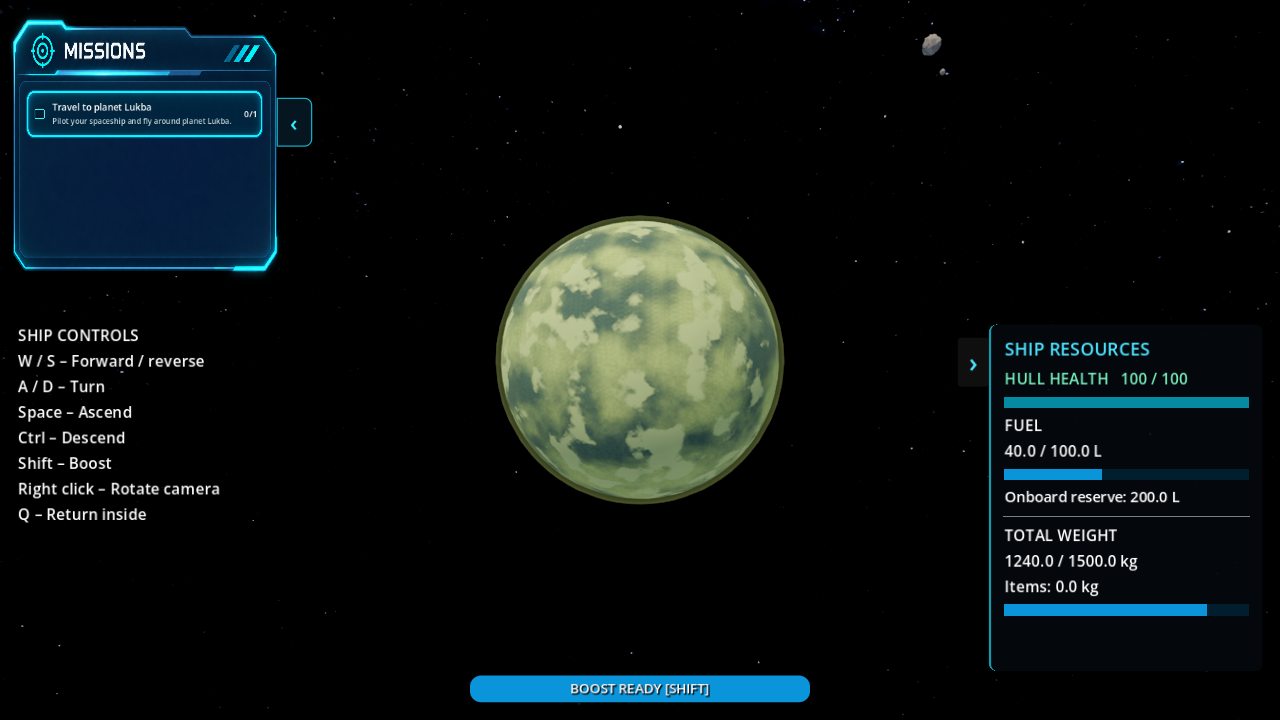 MISSIONS
Travel to planet Lukba
Pilot your spaceship and fly around planet Lukba.
0/1
‹
SHIP CONTROLS
W / S – Forward / reverse
A / D – Turn
Space – Ascend
Ctrl – Descend
Shift – Boost
Right click – Rotate camera
Q – Return inside
›
SHIP RESOURCES
HULL HEALTH 100 / 100
FUEL
40.0 / 100.0 L
Onboard reserve: 200.0 L
TOTAL WEIGHT
1240.0 / 1500.0 kg
Items: 0.0 kg
BOOST READY [SHIFT]